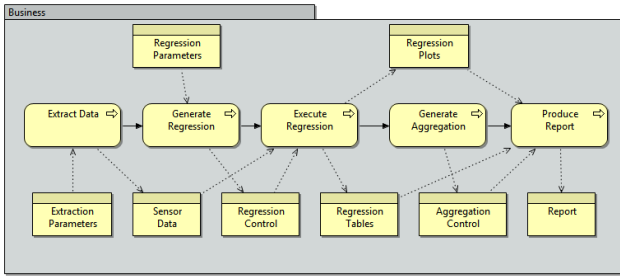 Business
Regression
Parameters
Regression
Plots
Extract Data
Generate
Regression
Execute
Regression
Generate
Aggregation
Produce
Report
Extraction
Parameters
Sensor
Data
Regression
Control
Regression
Tables
Aggregation
Control
Report